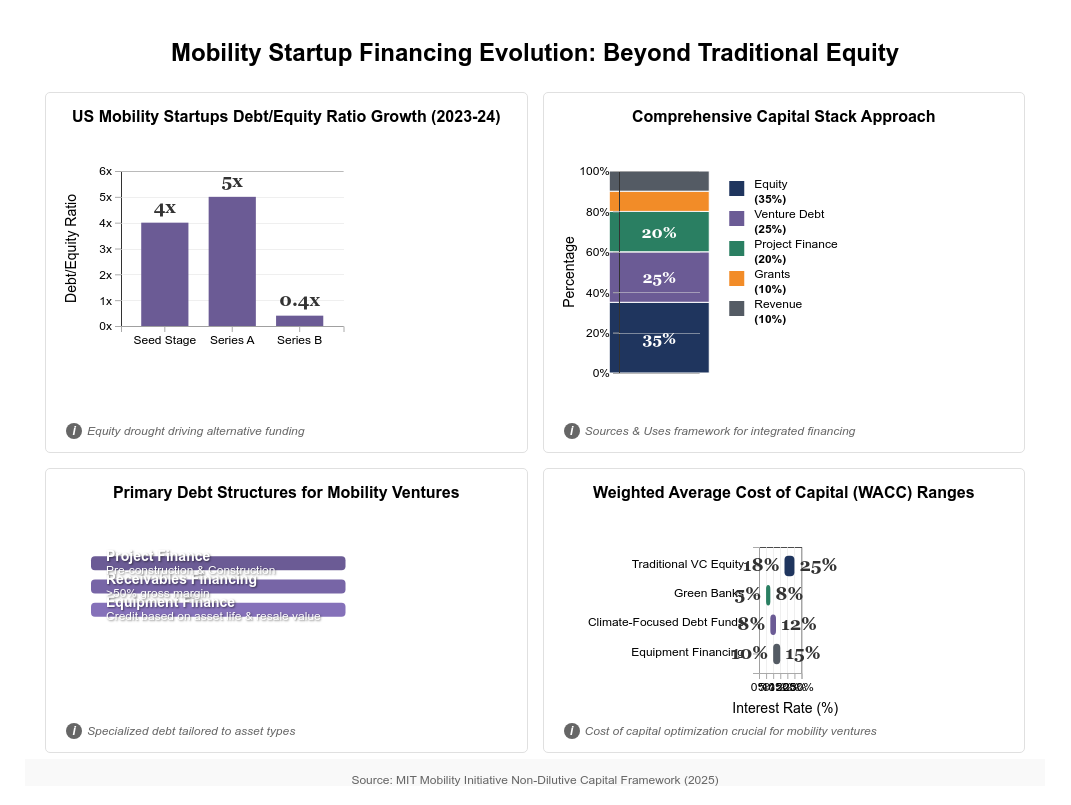 Mobility Startup Financing Evolution: Beyond Traditional Equity
US Mobility Startups Debt/Equity Ratio Growth (2023-24)
Debt/Equity Ratio
6x
5x
4x
3x
2x
1x
0x
4x
5x
0.4x
Seed Stage
Series A
Series B
i Equity drought driving alternative funding
Comprehensive Capital Stack Approach
Percentage
100%
80%
60%
40%
20%
0%
20%
25%
35%
Equity
(35%)
Venture Debt
(25%)
Project Finance
(20%)
Grants
(10%)
Revenue
(10%)
i Sources & Uses framework for integrated financing
Primary Debt Structures for Mobility Ventures
Project Finance
Pre-construction & Construction
Receivables Financing
>50% gross margin
Equipment Finance
Credit based on asset life & resale value
i Specialized debt tailored to asset types
Weighted Average Cost of Capital (WACC) Ranges
Traditional VC Equity 18% 25%
Green Banks 5% 8%
Climate-Focused Debt Funds 8% 12%
Equipment Financing 10% 15%
Interest Rate (%)
i Cost of capital optimization crucial for mobility ventures
Source: MIT Mobility Initiative Non-Dilutive Capital Framework (2025)